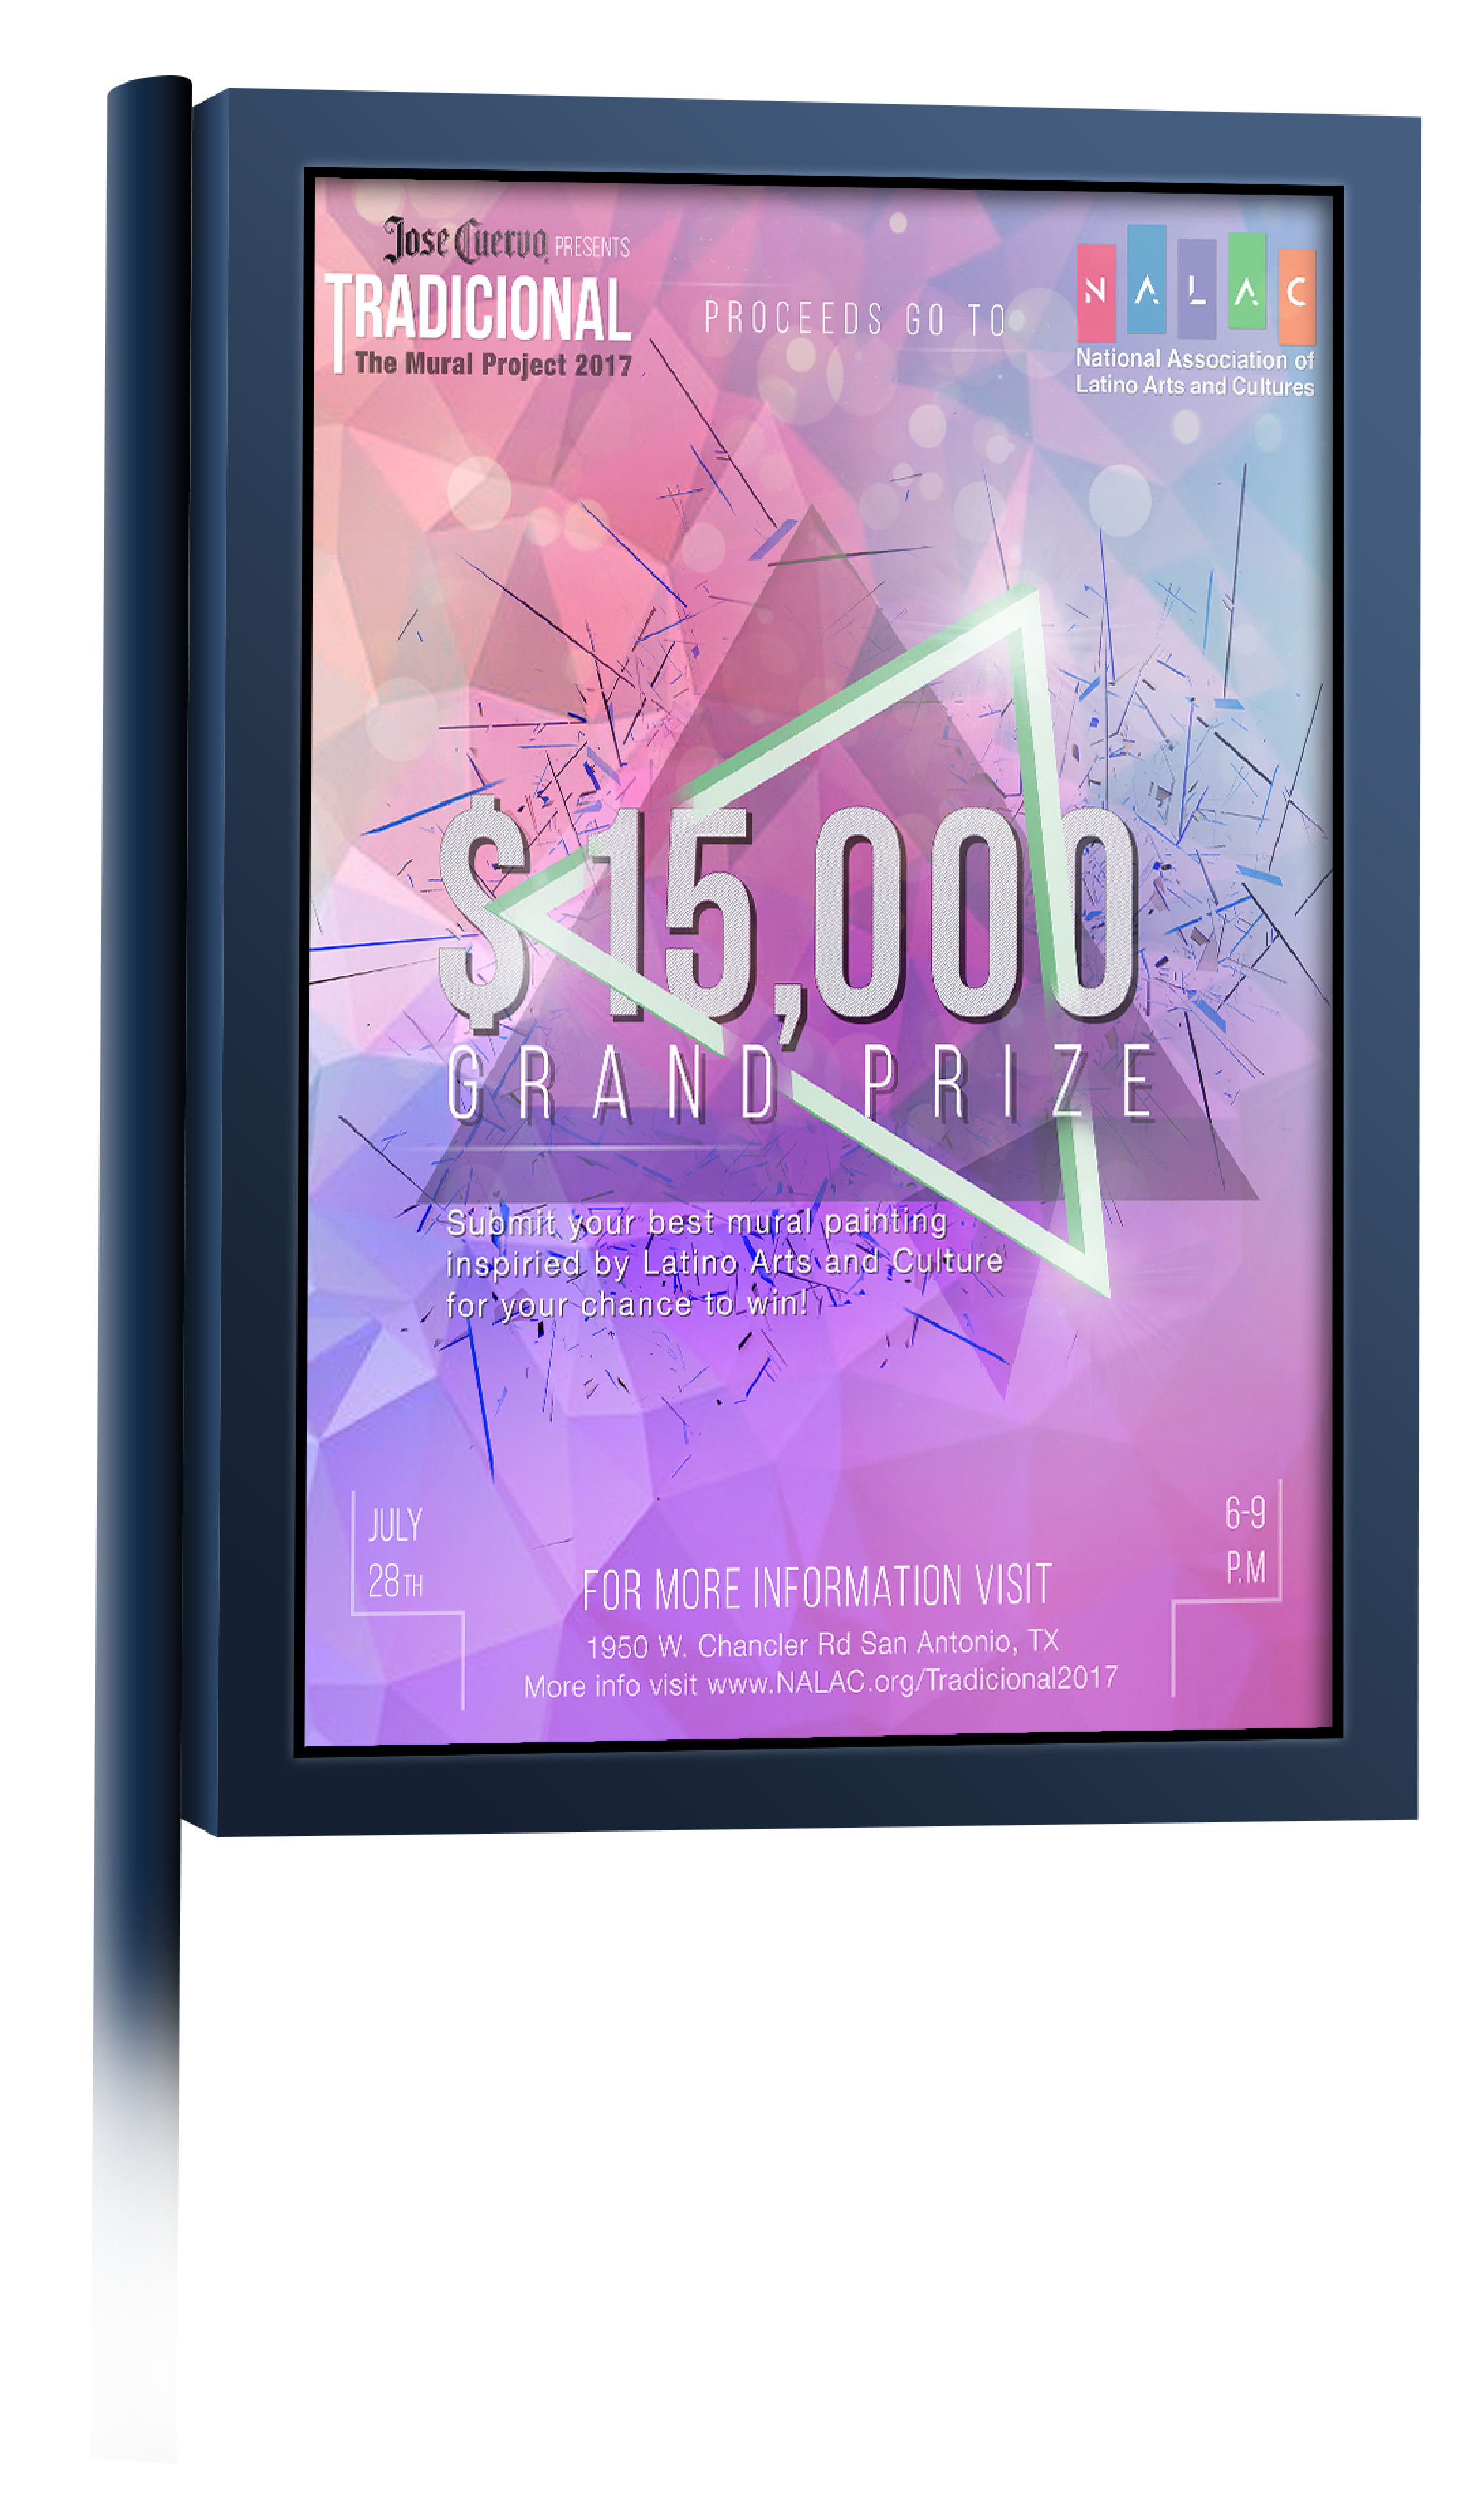 Jose Cuervo PRESENTS
TRADICIONAL
The Mural Project 2017
PROCEEDS GO TO
NALAC
National Association of
Latino Arts and Cultures
$15,000
GRAND PRIZE
Submit your best mural painting
inspiried by Latino Arts and Culture
for your chance to win!
JULY
28TH
6-9
P.M
FOR MORE INFORMATION VISIT
1950 W. Chancler Rd San Antonio, TX
More info visit www.NALAC.org/Tradicional2017